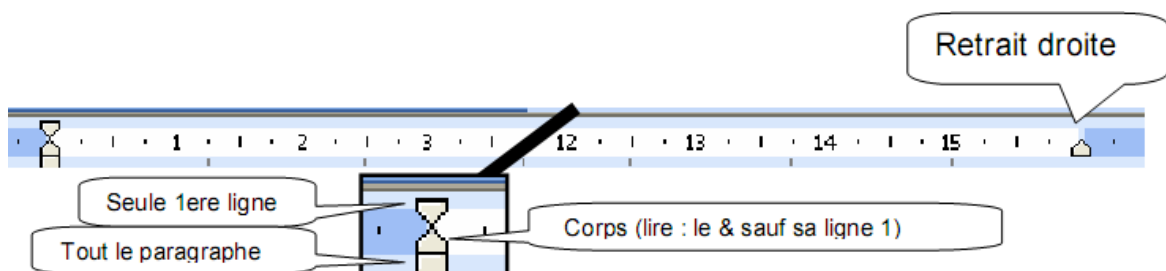 Retrait droite
1 2 3 12 13 14 15
Seule 1ere ligne
Corps (lire : le & sauf sa ligne 1)
Tout le paragraphe